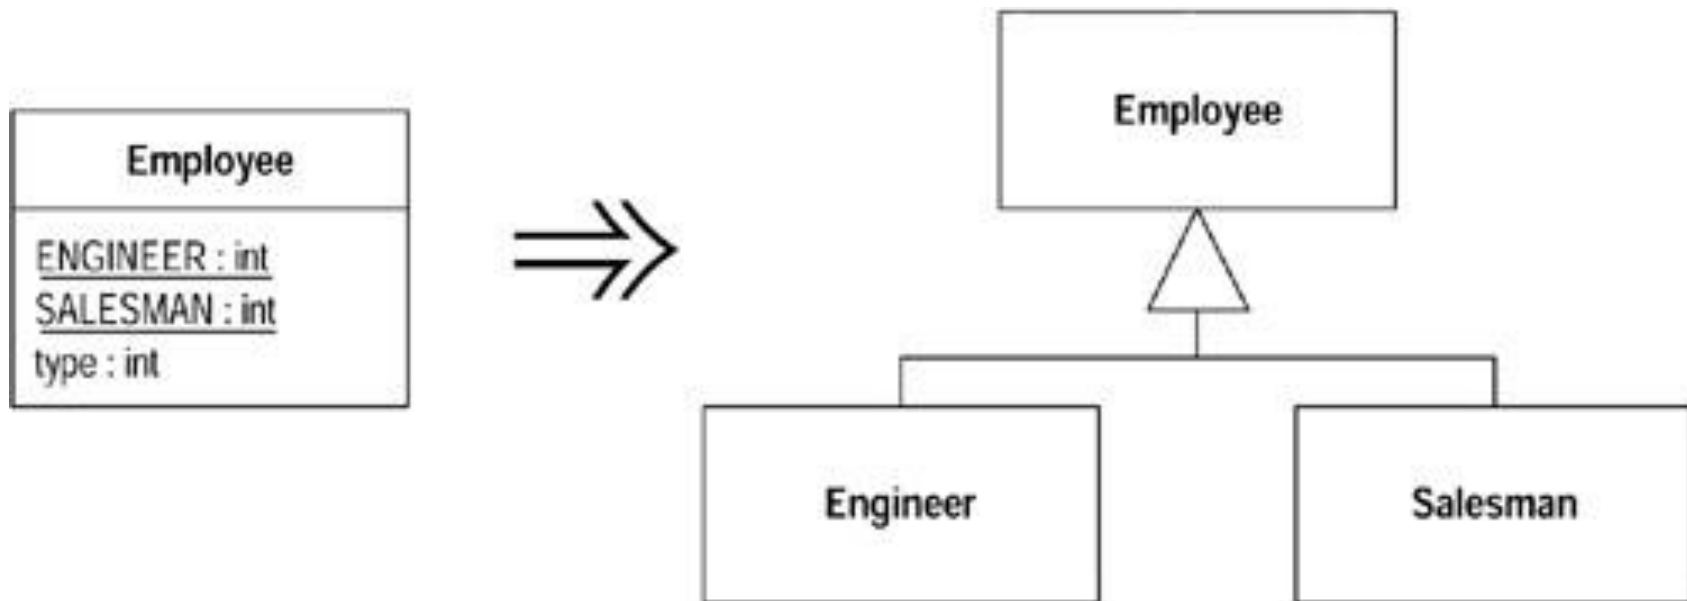 Employee
ENGINEER : int
SALESMAN : int
type : int
Employee
Engineer
Salesman